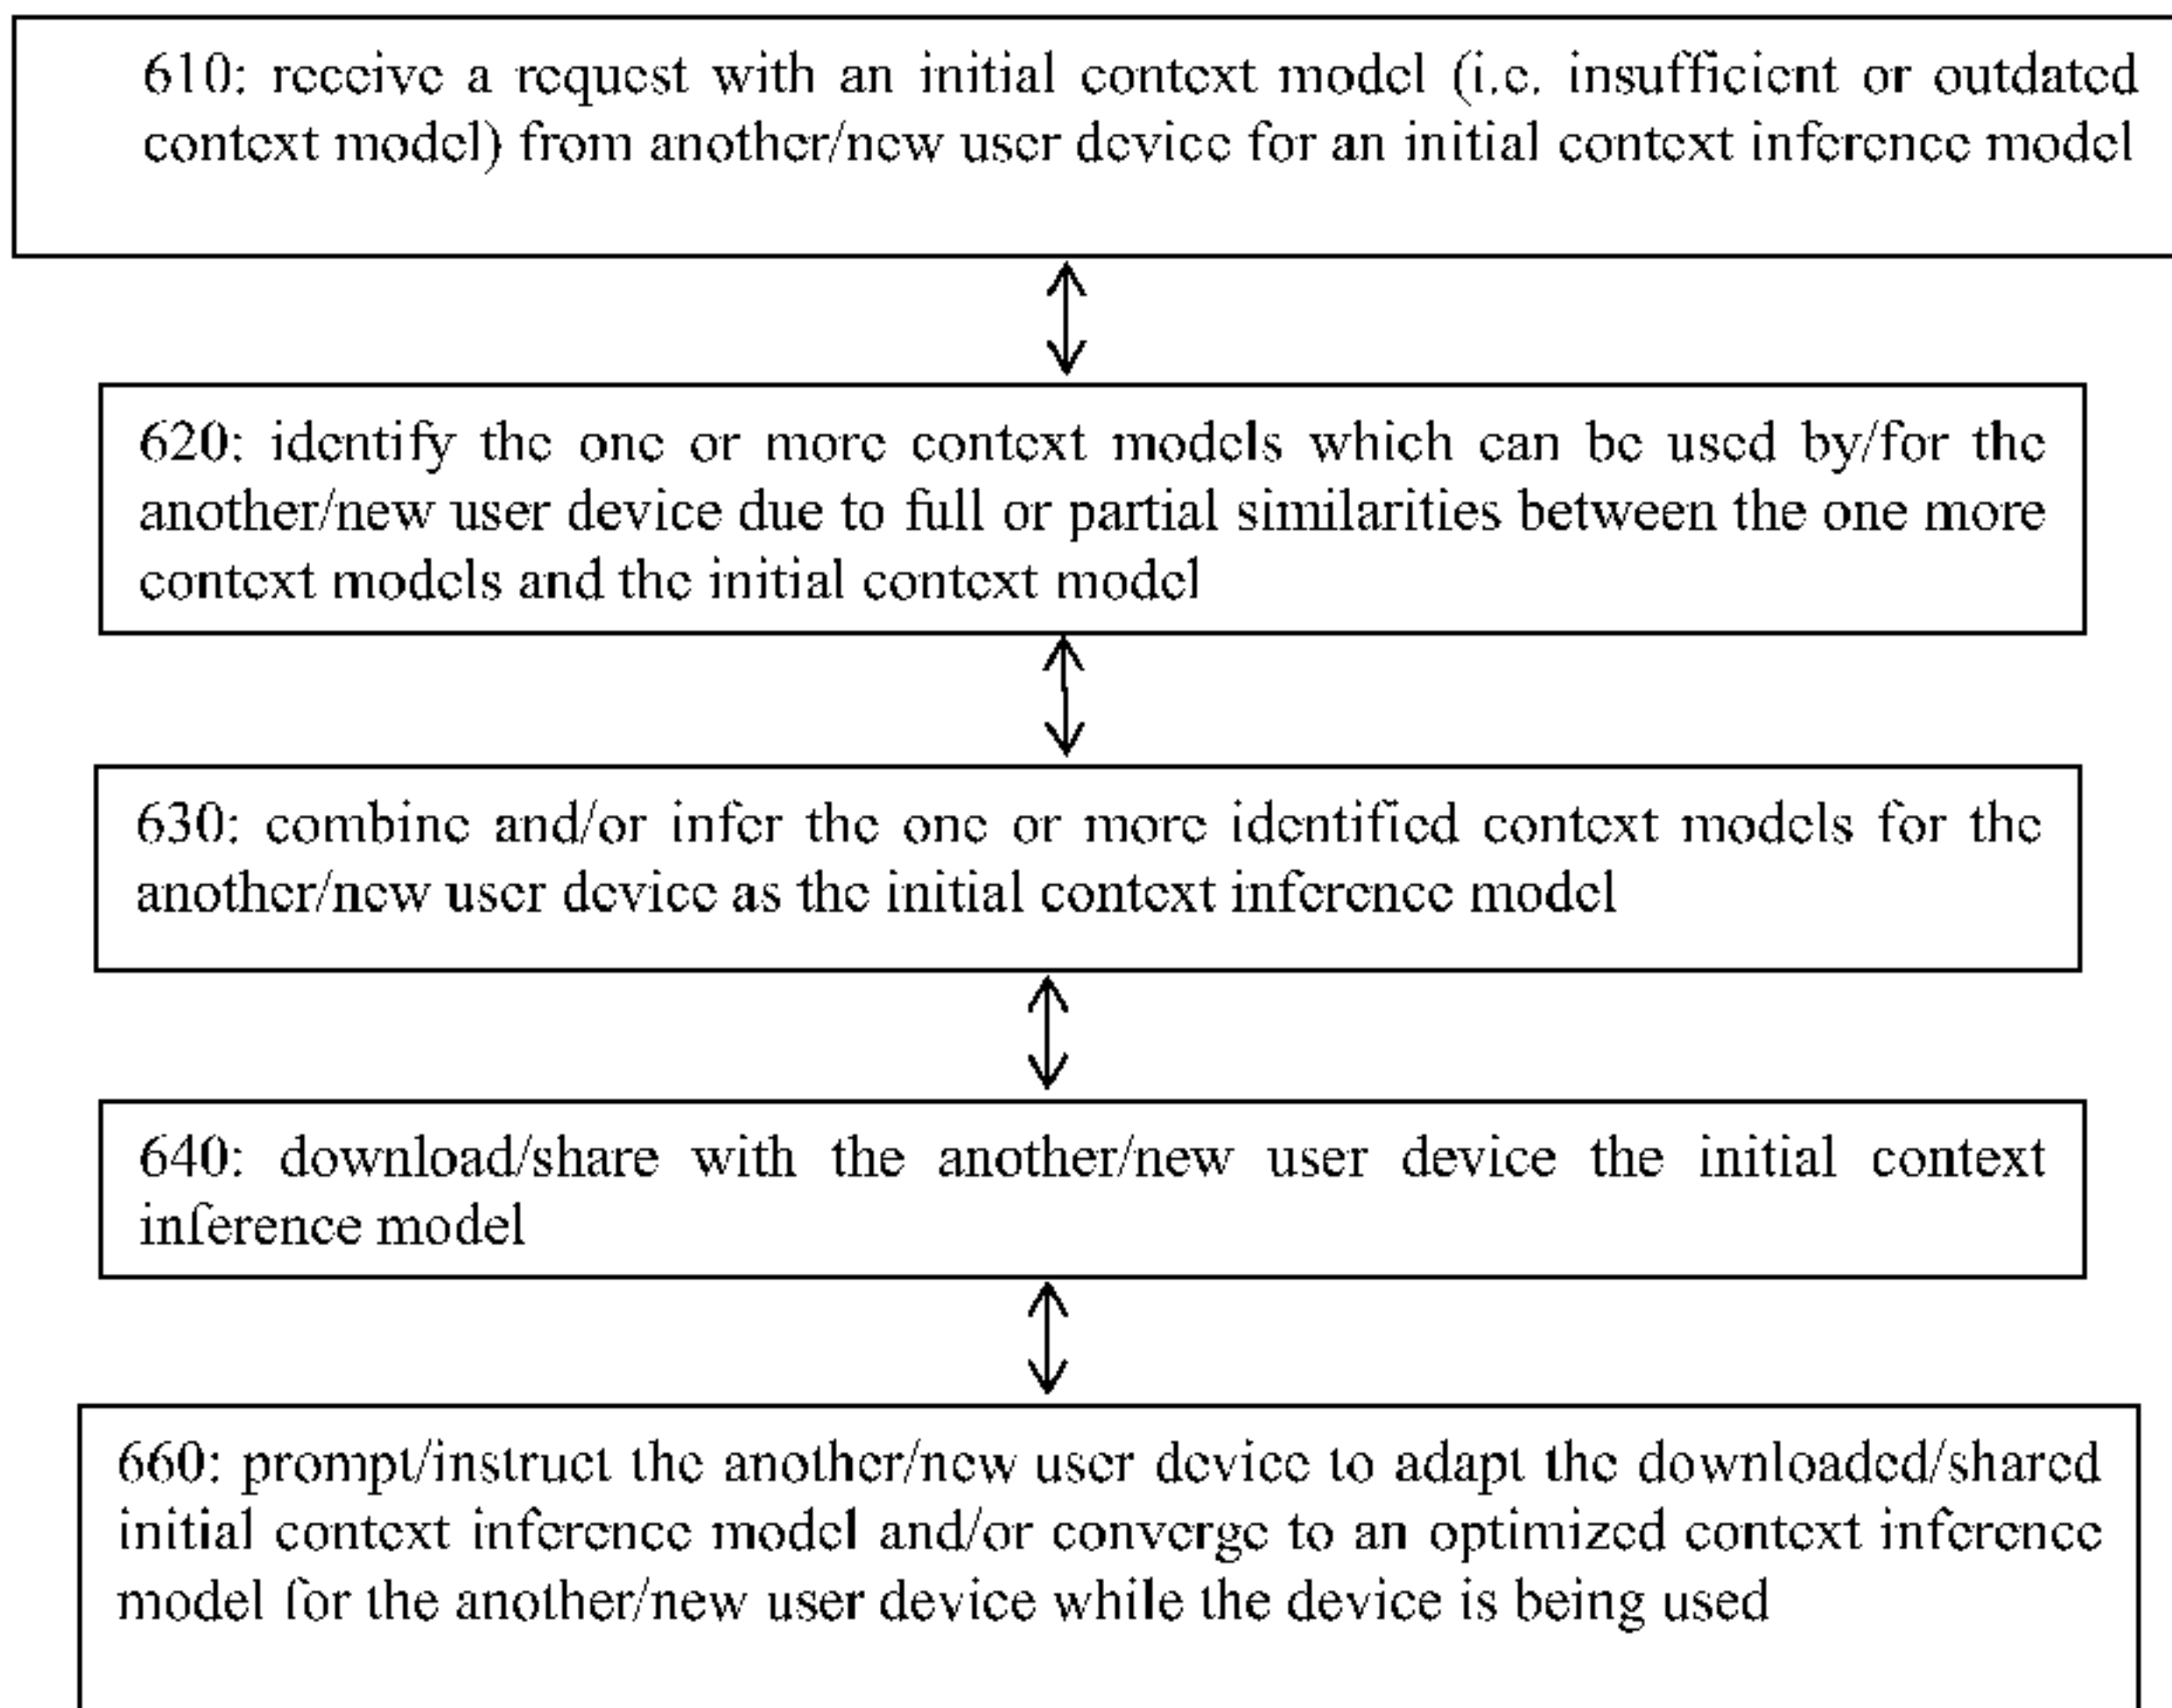 610: receive a request with an initial context model (i.e. insufficient or outdated
context model) from another/new user device for an initial context inference model
620: identify the one or more context models which can be used by/for the
another/new user device due to full or partial similarities between the one more
context models and the initial context model
630: combine and/or infer the one or more identified context models for the
another/new user device as the initial context inference model
640: download/share with the another/new user device the initial context
inference model
660: prompt/instruct the another/new user device to adapt the downloaded/shared
initial context inference model and/or converge to an optimized context inference
model for the another/new user device while the device is being used